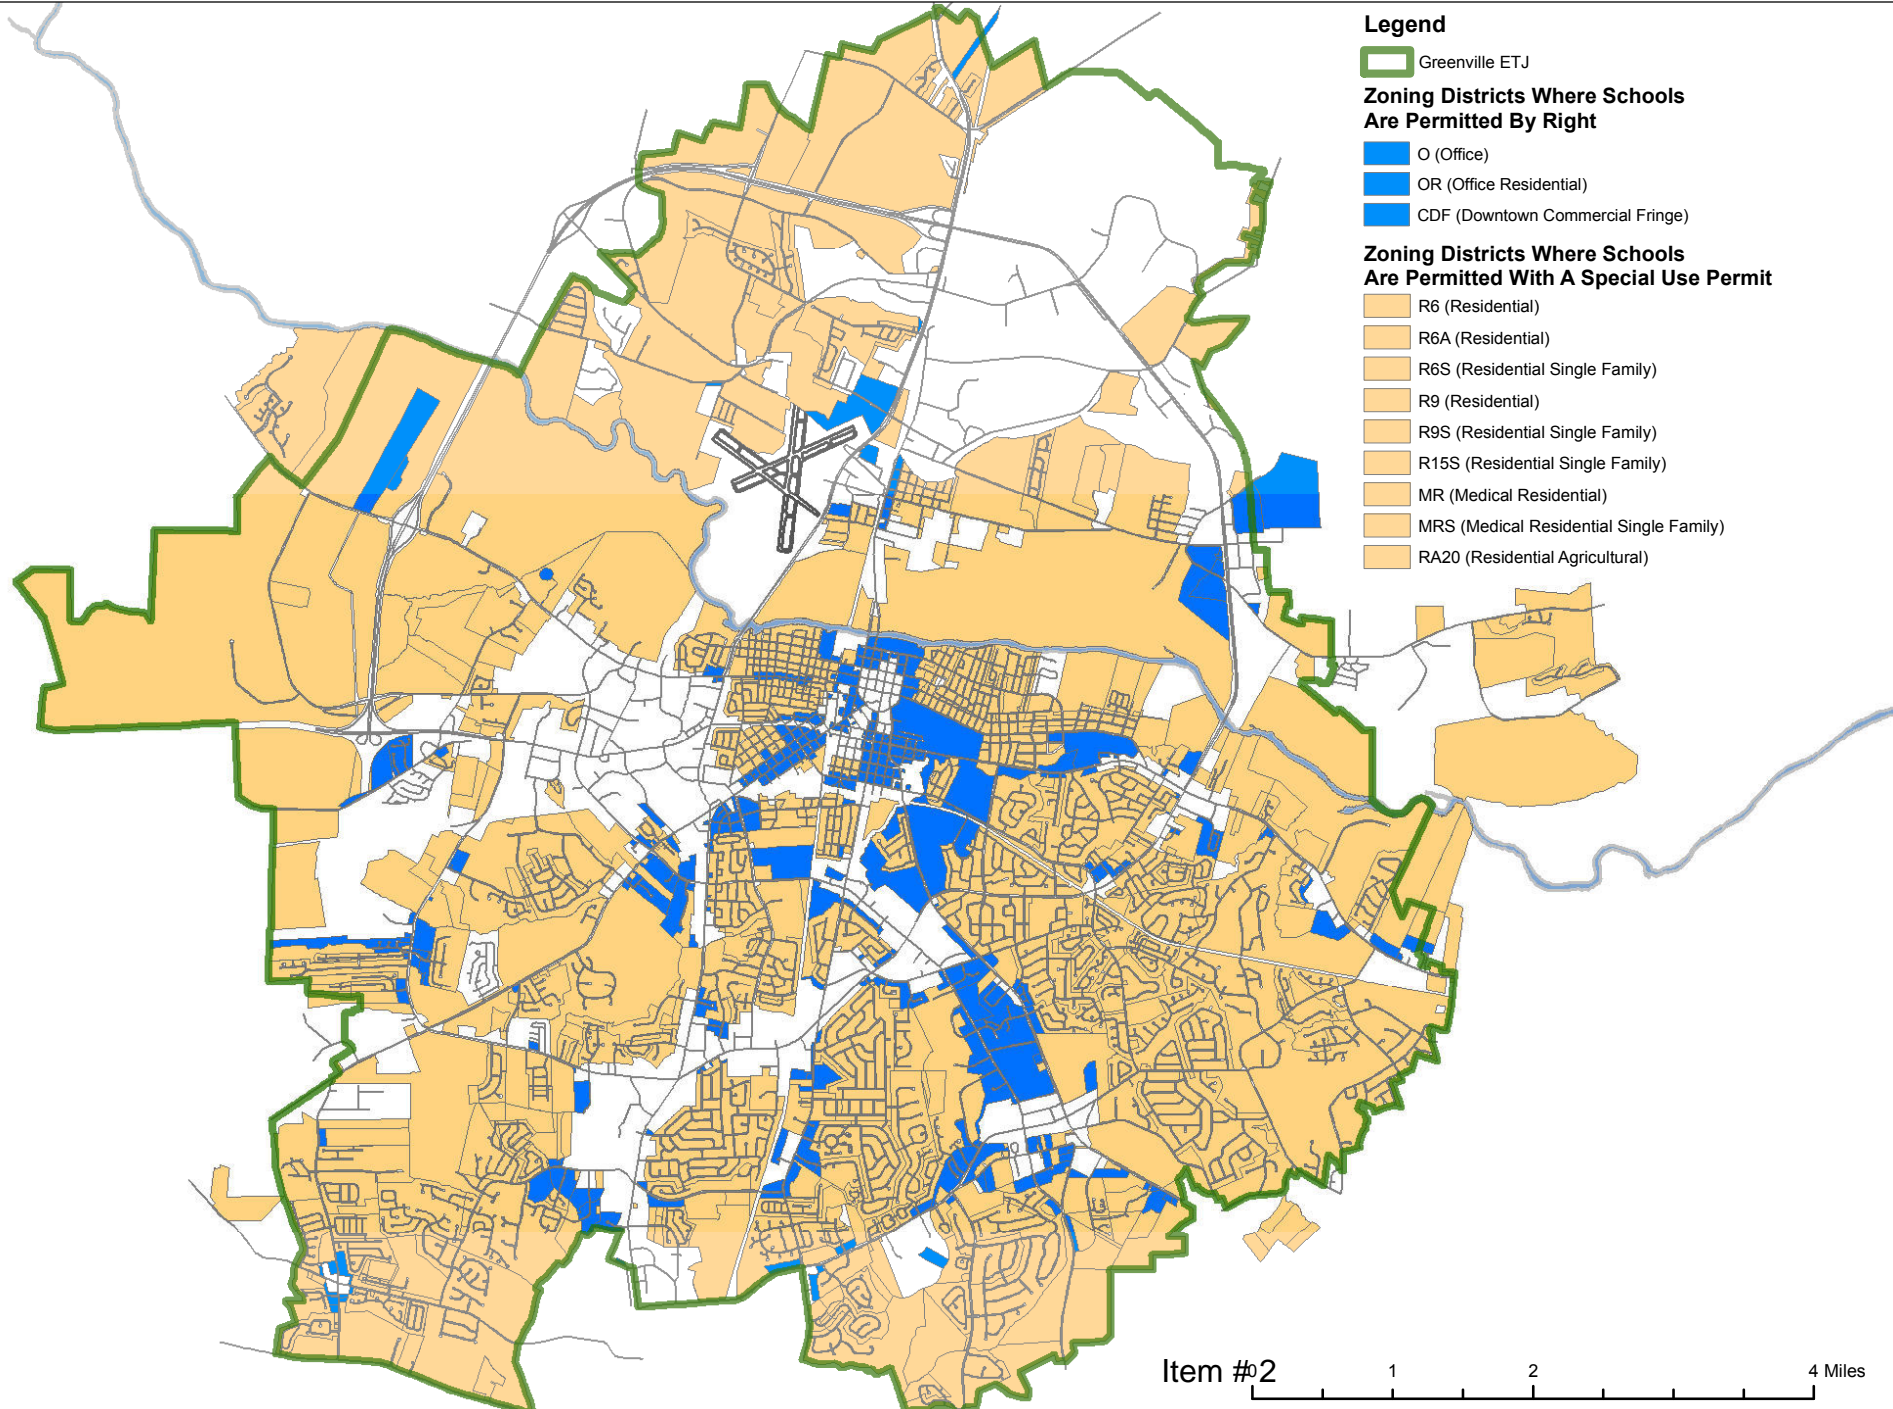 Legend
Greenville ETJ
Zoning Districts Where Schools
Are Permitted By Right
O (Office)
OR (Office Residential)
CDF (Downtown Commercial Fringe)
Zoning Districts Where Schools
Are Permitted With A Special Use Permit
R6 (Residential)
R6A (Residential)
R6S (Residential Single Family)
R9 (Residential)
R9S (Residential Single Family)
R15S (Residential Single Family)
MR (Medical Residential)
MRS (Medical Residential Single Family)
RA20 (Residential Agricultural)
Item # 2
0 1 2 4 Miles